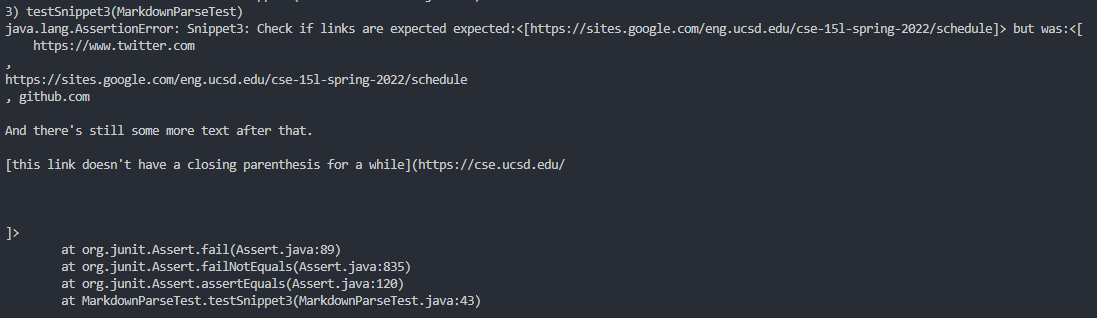 3) testSnippet3(MarkdownParseTest)
java.lang.AssertionError: Snippet3: Check if links are expected expected:<[https://sites.google.com/eng.ucsd.edu/cse-15l-spring-2022/schedule]> but was:<[
    https://www.twitter.com
,
https://sites.google.com/eng.ucsd.edu/cse-15l-spring-2022/schedule
, github.com

And there's still some more text after that.

[this link doesn't have a closing parenthesis for a while](https://cse.ucsd.edu/



]>
        at org.junit.Assert.fail(Assert.java:89)
        at org.junit.Assert.failNotEquals(Assert.java:835)
        at org.junit.Assert.assertEquals(Assert.java:120)
        at MarkdownParseTest.testSnippet3(MarkdownParseTest.java:43)